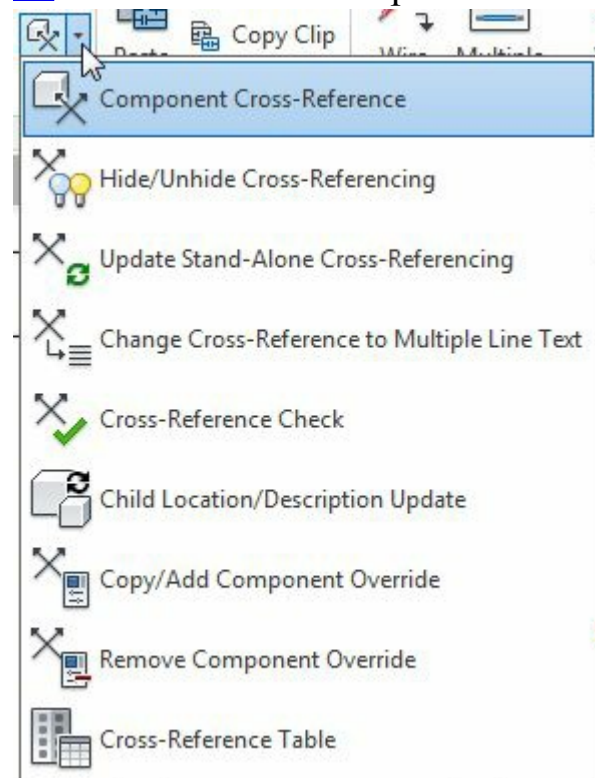 Copy Clip
Component Cross-Reference
Hide/Unhide Cross-Referencing
Update Stand-Alone Cross-Referencing
Change Cross-Reference to Multiple Line Text
Cross-Reference Check
Child Location/Description Update
Copy/Add Component Override
Remove Component Override
Cross-Reference Table